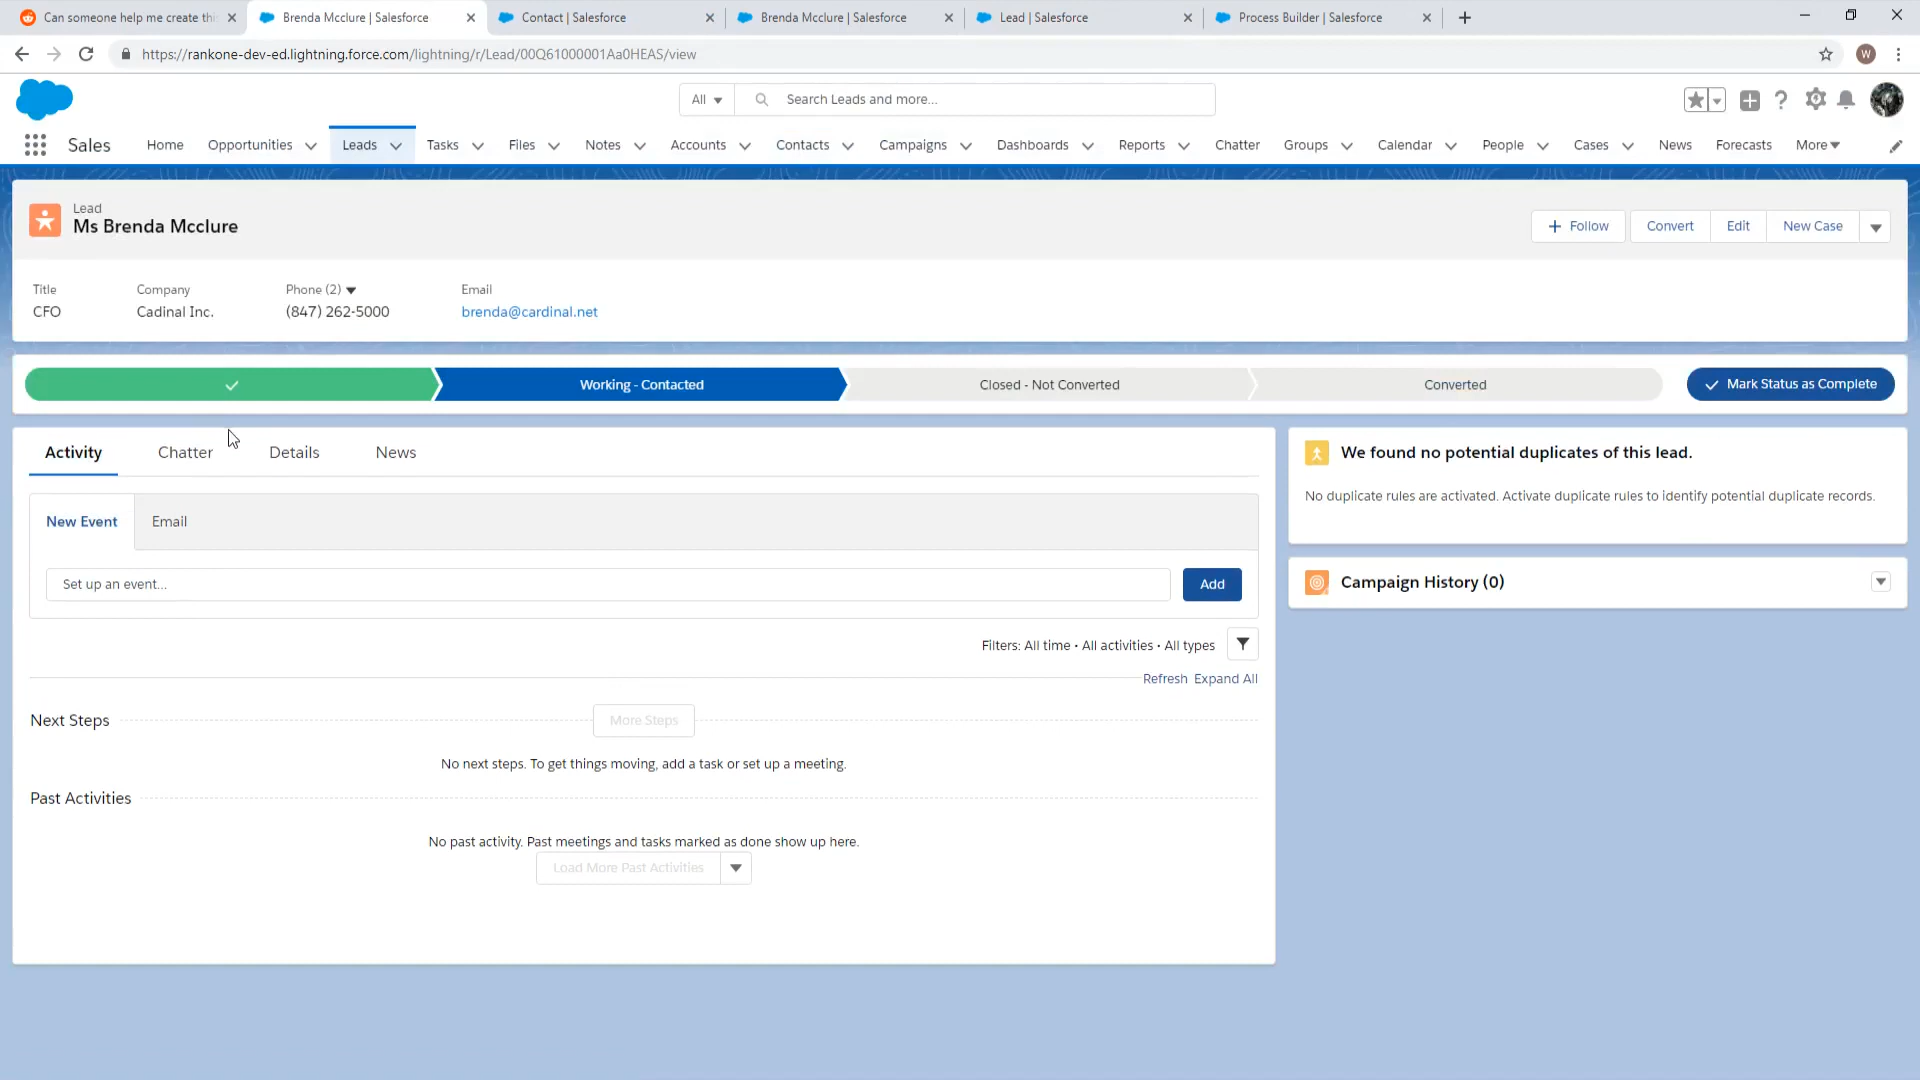 Can someone help me create thi
Brenda Mcclure | Salesforce
Contact | Salesforce
Brenda Mcclure | Salesforce
Lead | Salesforce
Process Builder | Salesforce
https://rankone-dev-ed.lightning.force.com/lightning/r/Lead/00Q61000001Aa0HEAS/view
W
All
Search Leads and more...
Sales
Home
Opportunities
Leads
Tasks
Files
Notes
Accounts
Contacts
Campaigns
Dashboards
Reports
Chatter
Groups
Calendar
People
Cases
News
Forecasts
More
Lead
Ms Brenda Mcclure
Follow
Convert
Edit
New Case
Title
Company
Phone (2)
Email
CFO
Cadinal Inc.
(847) 262-5000
brenda@cardinal.net
Working - Contacted
Closed - Not Converted
Converted
Mark Status as Complete
Activity
Chatter
Details
News
We found no potential duplicates of this lead.
No duplicate rules are activated. Activate duplicate rules to identify potential duplicate records.
New Event
Email
Set up an event...
Add
Campaign History (0)
Filters: All time • All activities • All types
Refresh Expand All
Next Steps
More Steps
No next steps. To get things moving, add a task or set up a meeting.
Past Activities
No past activity. Past meetings and tasks marked as done show up here.
Load More Past Activities